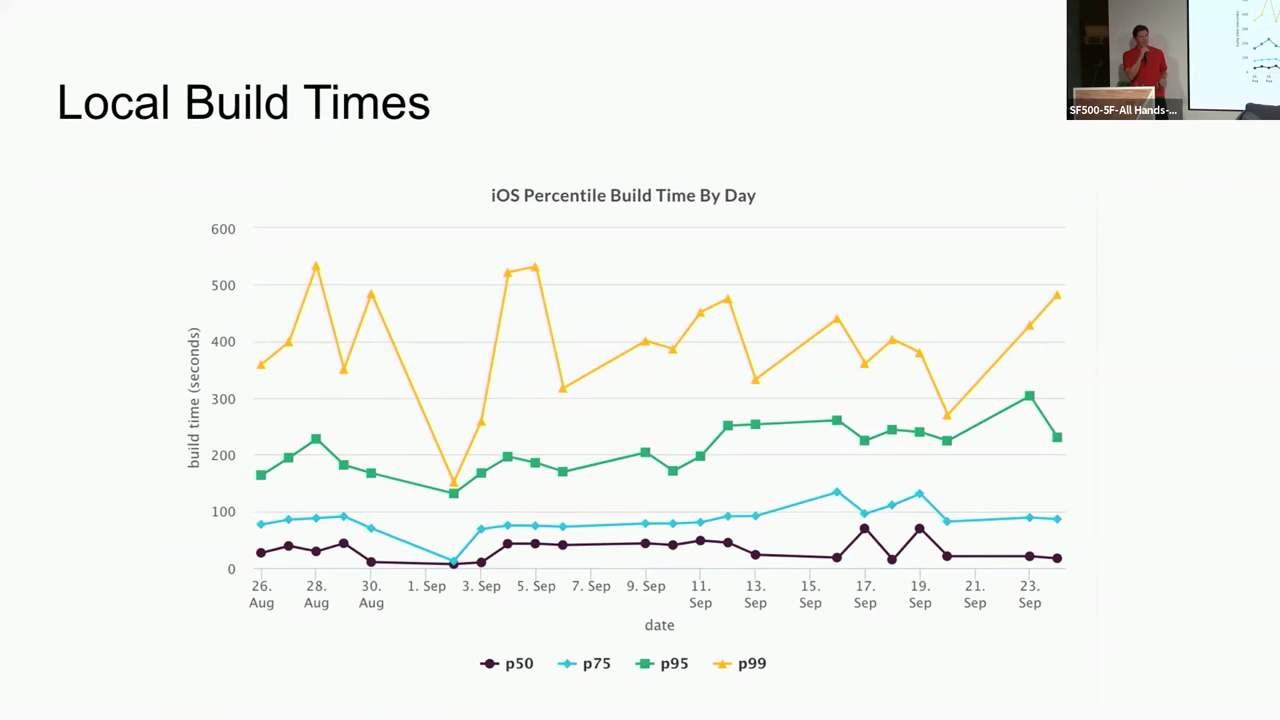 Local Build Times
SF500-5F-All Hands-...
iOS Percentile Build Time By Day
build time (seconds)
600
500
400
300
200
100
0
26. Aug
28. Aug
30. Aug
1. Sep
3. Sep
5. Sep
7. Sep
9. Sep
11. Sep
13. Sep
15. Sep
17. Sep
19. Sep
21. Sep
23. Sep
date
p50 p75 p95 p99